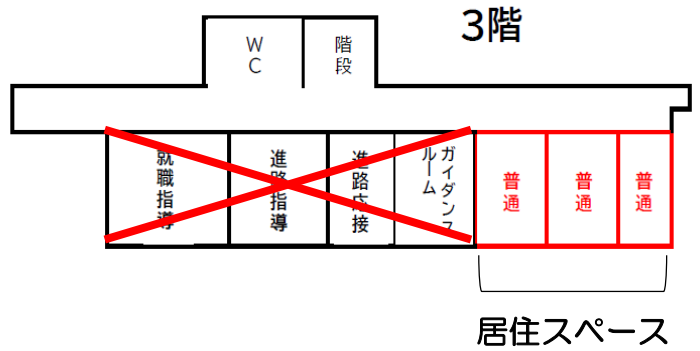 3階
WC
階段
就職指導
進路指導
進路応接
ガイダンス
ルーム
普通
普通
普通
居住スペース